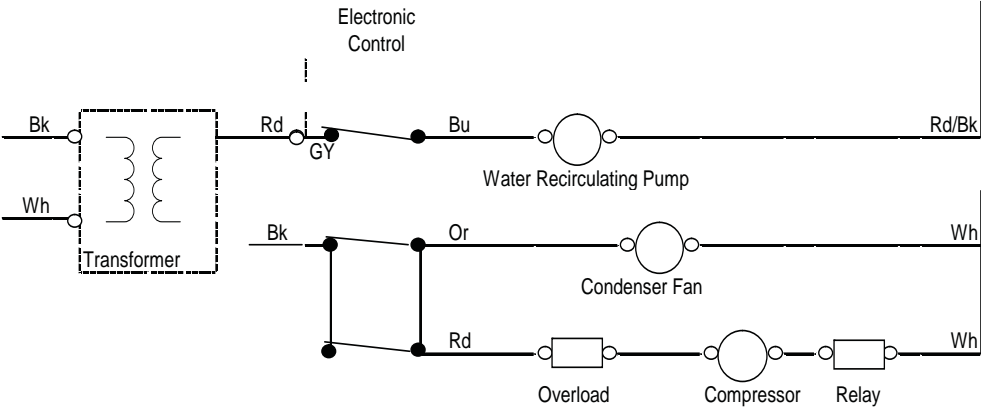 Electronic
Control
Bk
Rd
GY
Bu
Rd/Bk
Water Recirculating Pump
Wh
Transformer
Bk
Or
Wh
Condenser Fan
Rd
Wh
Overload
Compressor
Relay